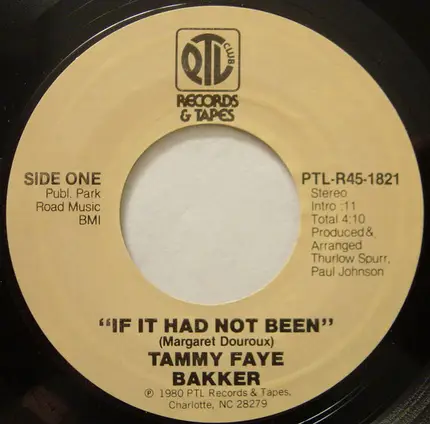 PTL CLUB
RECORDS
& TAPES
SIDE ONE
Publ. Park
Road Music
BMI
PTL-R45-1821
Stereo
Intro :11
Total 4:10
Produced &
Arranged
Thurlow Spurr,
Paul Johnson
"IF IT HAD NOT BEEN"
(Margaret Douroux)
TAMMY FAYE
BAKKER
℗ 1980 PTL Records & Tapes,
Charlotte, NC 28279